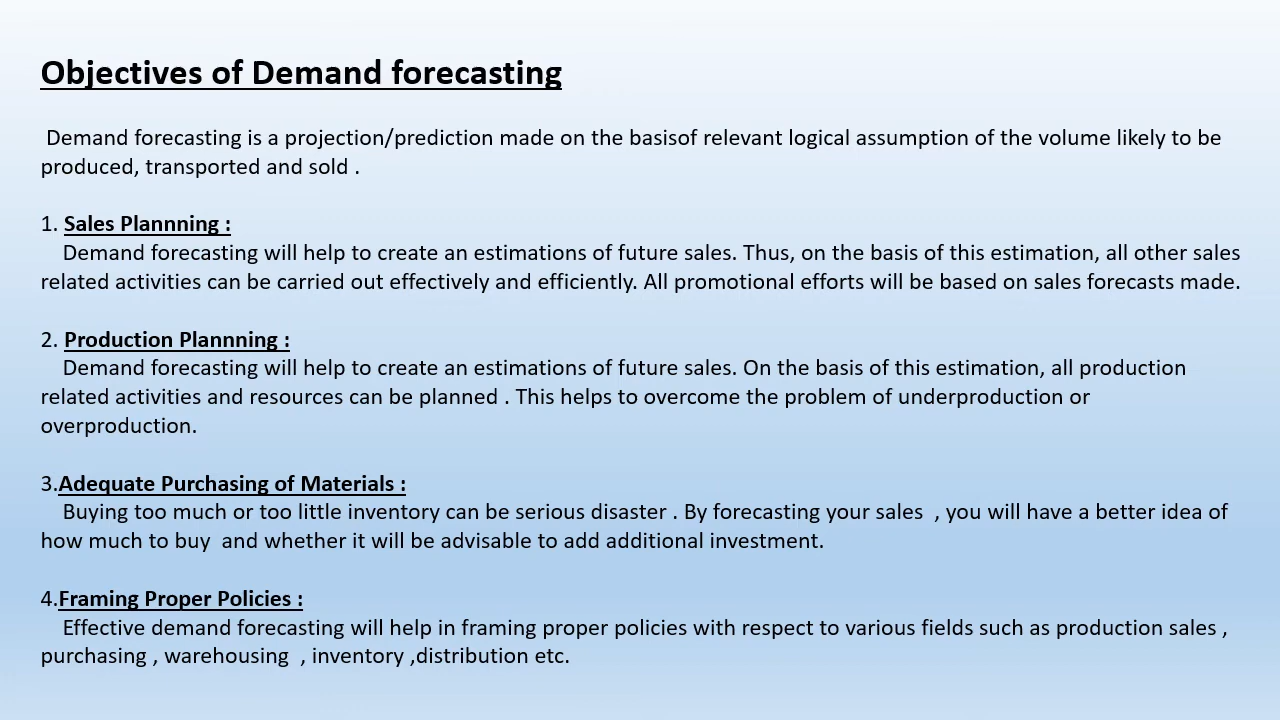 Objectives of Demand forecasting
Demand forecasting is a projection/prediction made on the basisof relevant logical assumption of the volume likely to be
produced, transported and sold .
1. Sales Plannning :
Demand forecasting will help to create an estimations of future sales. Thus, on the basis of this estimation, all other sales
related activities can be carried out effectively and efficiently. All promotional efforts will be based on sales forecasts made.
2. Production Plannning :
Demand forecasting will help to create an estimations of future sales. On the basis of this estimation, all production
related activities and resources can be planned . This helps to overcome the problem of underproduction or
overproduction.
3.Adequate Purchasing of Materials :
Buying too much or too little inventory can be serious disaster . By forecasting your sales  , you will have a better idea of
how much to buy  and whether it will be advisable to add additional investment.
4.Framing Proper Policies :
Effective demand forecasting will help in framing proper policies with respect to various fields such as production sales ,
purchasing , warehousing  , inventory ,distribution etc.